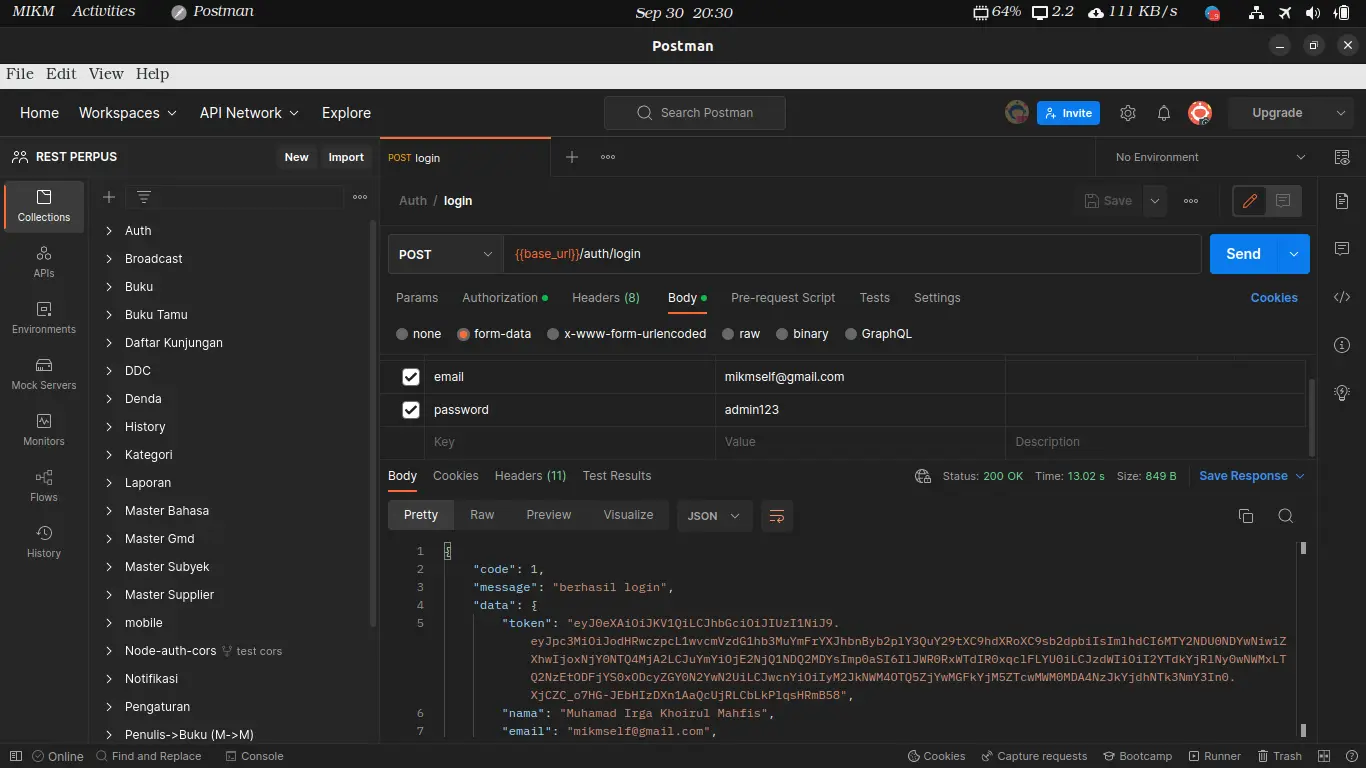 MIKM Activities Postman Sep 30 20:30 64% 2.2 111 KB/s
Postman
File Edit View Help
Home Workspaces API Network Explore Search Postman Invite Upgrade
REST PERPUS New Import POST login No Environment
Auth / login Save
Collections
APIs
Environments
Mock Servers
Monitors
Flows
History
Auth
Broadcast
Buku
Buku Tamu
Daftar Kunjungan
DDC
Denda
History
Kategori
Laporan
Master Bahasa
Master Gmd
Master Subyek
Master Supplier
mobile
Node-auth-cors test cors
Notifikasi
Pengaturan
Penulis->Buku (M->M)
POST {{base_url}}/auth/login Send
Params Authorization Headers (8) Body Pre-request Script Tests Settings Cookies
none form-data x-www-form-urlencoded raw binary GraphQL
email mikmself@gmail.com
password admin123
Key Value Description
Body Cookies Headers (11) Test Results Status: 200 OK Time: 13.02 s Size: 849 B Save Response
Pretty Raw Preview Visualize JSON
1 {
2 "code": 1,
3 "message": "berhasil login",
4 "data": {
5 "token": "eyJ0eXAiOiJKV1QiLCJhbGciOiJIUzI1NiJ9.
eyJpc3MiOiJodHRwczpcL1wvcmVzdG1hb3MuYmFrYXJhbnByb2plY3QuY29tXC9hdXRoXC9sb2dpbiIsImlhdCI6MTY2NDU0NDYwNiwiZ
XhwIjoxNjY0NTQ4MjA2LCJuYmYiOjE2NjQ1NDQ2MDYsImp0aSI6IlJWR0RxWTdIR0xqclFLYU0iLCJzdWIiOiI2YTdkYjRlNy0wNWMxLT
Q2NzEtODFjYS0xODcyZGY0N2YwN2UiLCJwcnYiOiIyM2JkNWM4OTQ5ZjYwMGFkYjM5ZTcwMWM0MDA4NzJkYjdhNTk3NmY3In0.
XjCZC_o7HG-JEbHIzDXn1AaQcUjRLCbLkPlqsHRmB58",
6 "nama": "Muhamad Irga Khoirul Mahfis",
7 "email": "mikmself@gmail.com",
Online Find and Replace Console Cookies Capture requests Bootcamp Runner Trash